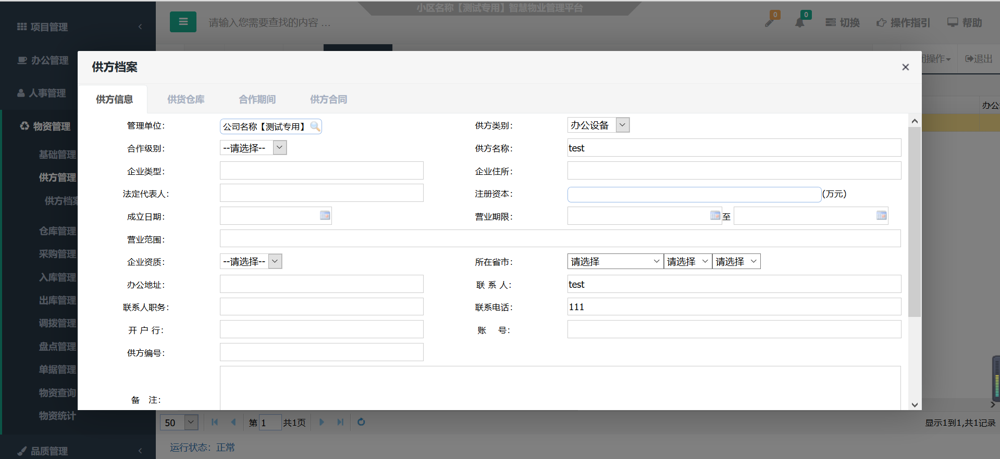 小区名称【测试专用】智慧物业管理平台
项目管理
请输入您需要查找的内容 ...
0
0
切换
操作指引
帮助
办公管理
人事管理
物资管理
基础管理
供方管理
供方档案
仓库管理
采购管理
入库管理
出库管理
调拨管理
盘点管理
单据管理
物资查询
物资统计
品质管理
操作
退出
办公
供方档案
供方信息
供货仓库
合作期间
供方合同
管理单位： 公司名称【测试专用】 供方类别： 办公设备
合作级别： --请选择-- 供方名称： test
企业类型： 企业住所：
法定代表人： 注册资本： (万元)
成立日期： 营业期限： 至
营业范围：
企业资质： --请选择-- 所在省市： 请选择 请选择 请选择
办公地址： 联 系 人： test
联系人职务： 联系电话： 111
开 户 行： 账 号：
供方编号：
备 注：
50 第 1 共1页
显示1到1,共1记录
运行状态：正常